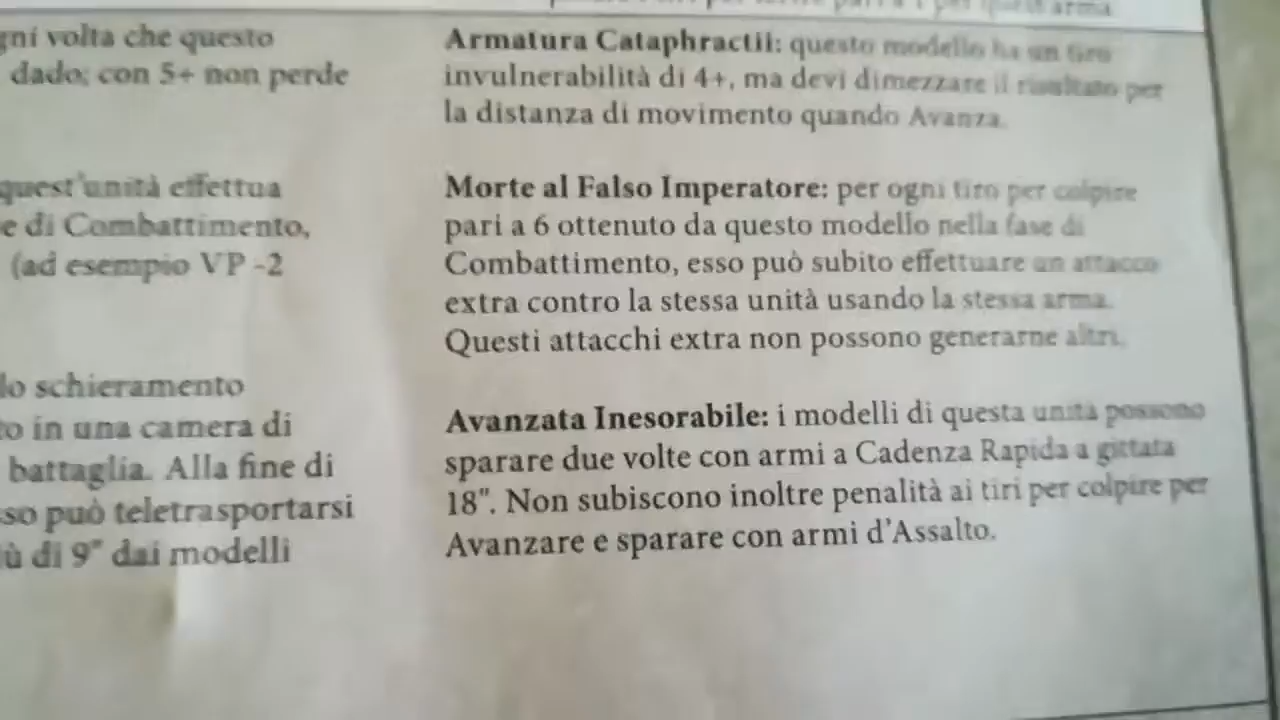 gni volta che questo
dado; con 5+ non perde
quest'unità effettua
e di Combattimento,
(ad esempio VP -2
lo schieramento
to in una camera di
battaglia. Alla fine di
sso può teletrasportarsi
ù di 9" dai modelli
Armatura Cataphractii: questo modello ha un tiro
invulnerabilità di 4+, ma devi dimezzare il risultato per
la distanza di movimento quando Avanza.
Morte al Falso Imperatore: per ogni tiro per colpire
pari a 6 ottenuto da questo modello nella fase di
Combattimento, esso può subito effettuare un attacco
extra contro la stessa unità usando la stessa arma.
Questi attacchi extra non possono generarne altri.
Avanzata Inesorabile: i modelli di questa unità possono
sparare due volte con armi a Cadenza Rapida a gittata
18". Non subiscono inoltre penalità ai tiri per colpire per
Avanzare e sparare con armi d'Assalto.